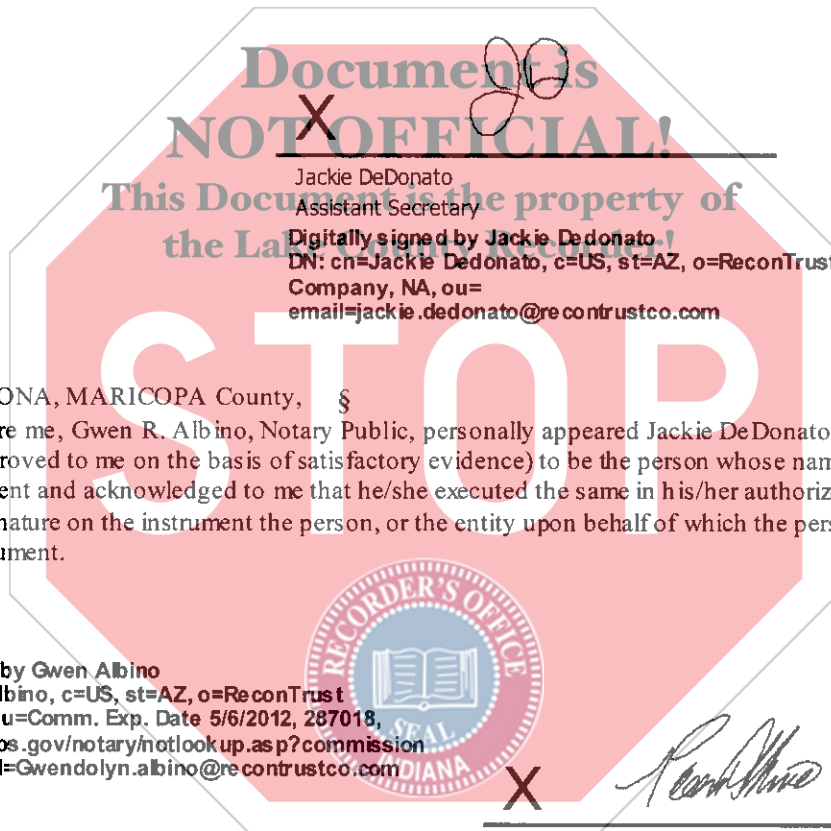 Document is
NOT OFFICIAL!
This Document is the property of
the Lake County Recorder!
X
Jackie DeDonato
Assistant Secretary
Digitally signed by Jackie Dedonato
DN: cn=Jackie Dedonato, c=US, st=AZ, o=ReconTrust
Company, NA, ou=
email=jackie.dedonato@recontrustco.com
STOP
ONA, MARICOPA County, §
re me, Gwen R. Albino, Notary Public, personally appeared Jackie DeDonato
roved to me on the basis of satisfactory evidence) to be the person whose nam
ent and acknowledged to me that he/she executed the same in his/her authoriz
nature on the instrument the person, or the entity upon behalf of which the pers
ument.
RECORDER'S OFFICE
SEAL
INDIANA
by Gwen Albino
lbino, c=US, st=AZ, o=ReconTrust
u=Comm. Exp. Date 5/6/2012, 287018,
os.gov/notary/notlookup.asp?commission
l=Gwendolyn.albino@recontrustco.com
X